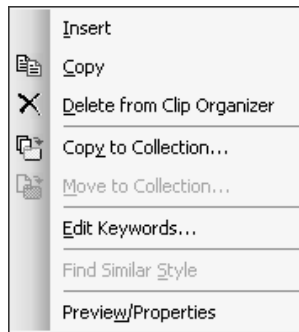 Insert
Copy
Delete from Clip Organizer
Copy to Collection...
Move to Collection...
Edit Keywords...
Find Similar Style
Preview/Properties